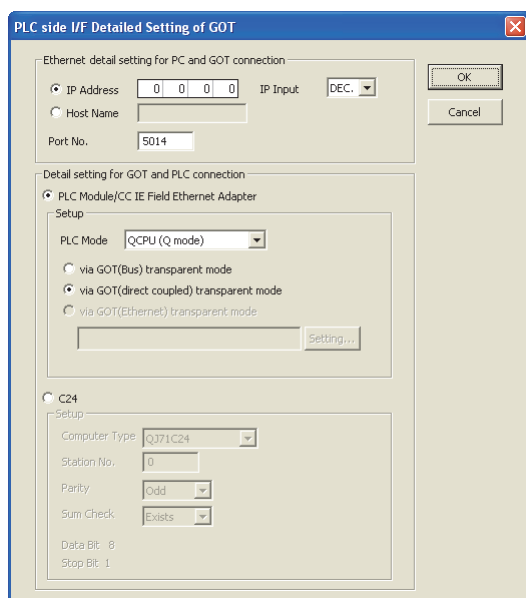 PLC side I/F Detailed Setting of GOT
Ethernet detail setting for PC and GOT connection
IP Address 0 0 0 0 IP Input DEC.
Host Name
Port No. 5014
OK
Cancel
Detail setting for GOT and PLC connection
PLC Module/CC IE Field Ethernet Adapter
Setup
PLC Mode QCPU (Q mode)
via GOT(Bus) transparent mode
via GOT(direct coupled) transparent mode
via GOT(Ethernet) transparent mode
Setting...
C24
Setup
Computer Type QJ71C24
Station No. 0
Parity Odd
Sum Check Exists
Data Bit 8
Stop Bit 1